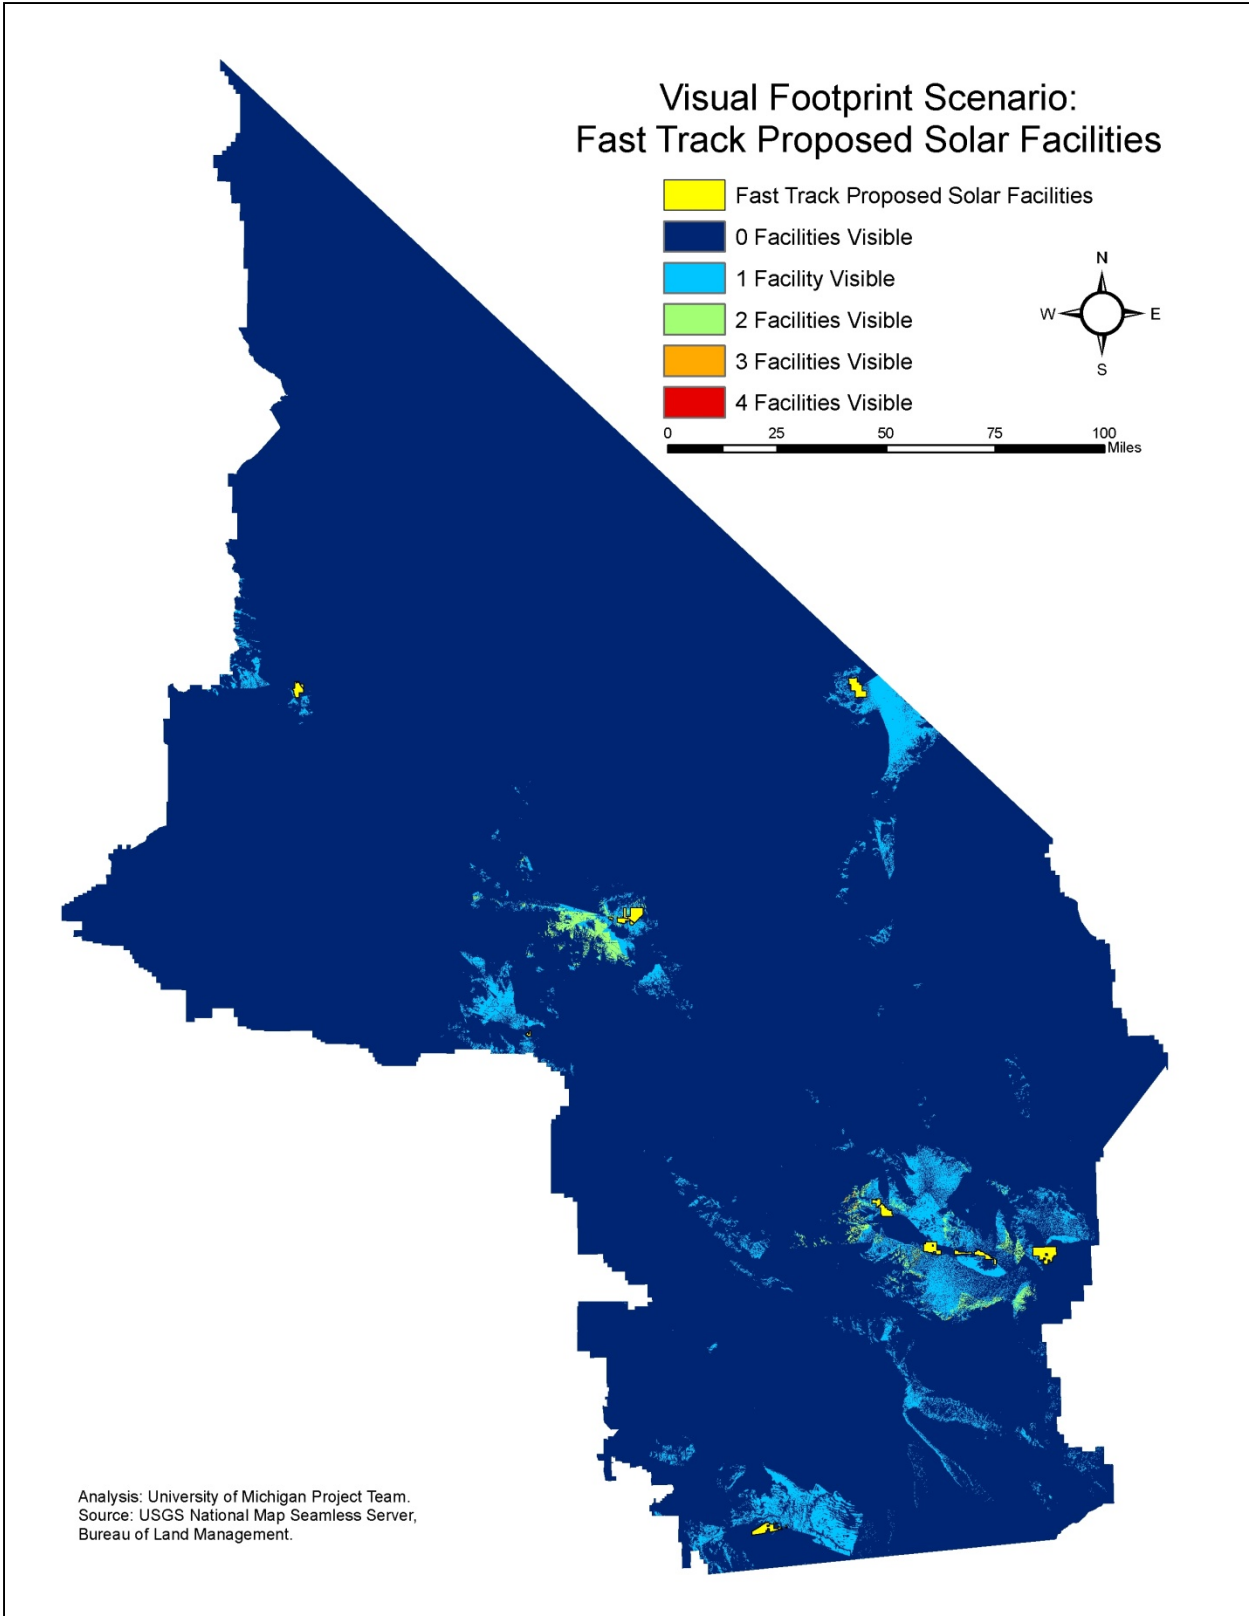 Visual Footprint Scenario:
Fast Track Proposed Solar Facilities
Fast Track Proposed Solar Facilities
0 Facilities Visible
1 Facility Visible
2 Facilities Visible
3 Facilities Visible
4 Facilities Visible
N
W E
S
0 25 50 75 100
Miles
Analysis: University of Michigan Project Team.
Source: USGS National Map Seamless Server,
Bureau of Land Management.